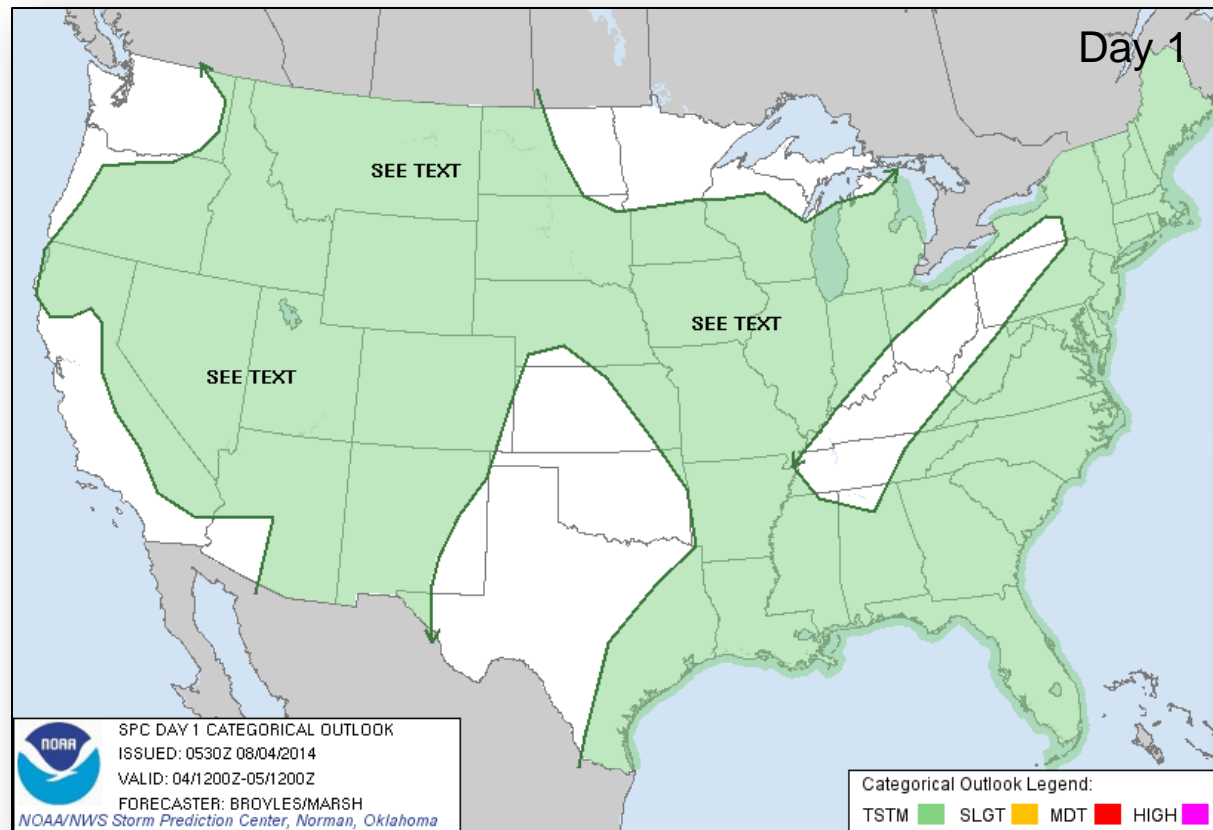 Day 1
SEE TEXT
SEE TEXT
SEE TEXT
NOAA
SPC DAY 1 CATEGORICAL OUTLOOK
ISSUED: 0530Z 08/04/2014
VALID: 04/1200Z-05/1200Z
FORECASTER: BROYLES/MARSH
NOAA/NWS Storm Prediction Center, Norman, Oklahoma
Categorical Outlook Legend:
TSTM SLGT MDT HIGH